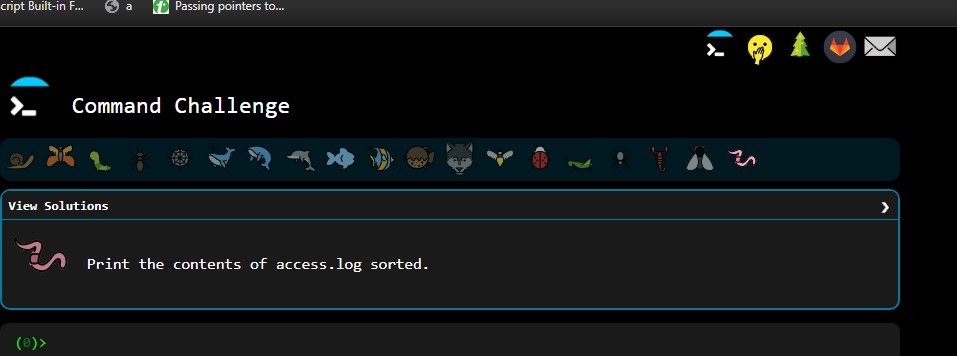 cript Built-in F... a Passing pointers to...
Command Challenge
View Solutions
Print the contents of access.log sorted.
(0)>